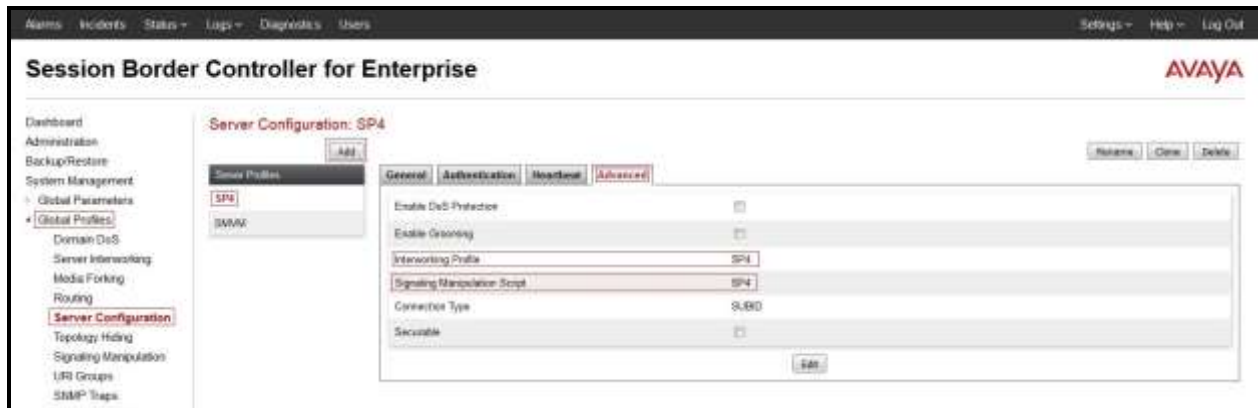 Alarms Incidents Status Logs Diagnostics Users Settings Help Log Out
Session Border Controller for Enterprise
AVAYA
Dashboard
Administration
Backup/Restore
System Management
Global Parameters
Global Profiles
Domain DoS
Server Interworking
Media Forking
Routing
Server Configuration
Topology Hiding
Signaling Manipulation
URI Groups
SNMP Traps
Server Configuration: SP4
Add
Rename Clone Delete
Server Profiles
SP4
SMVM
General Authentication Heartbeat Advanced
Enable DoS Protection
Enable Grooming
Interworking Profile SP4
Signaling Manipulation Script SP4
Connection Type SUBID
Securable
Edit